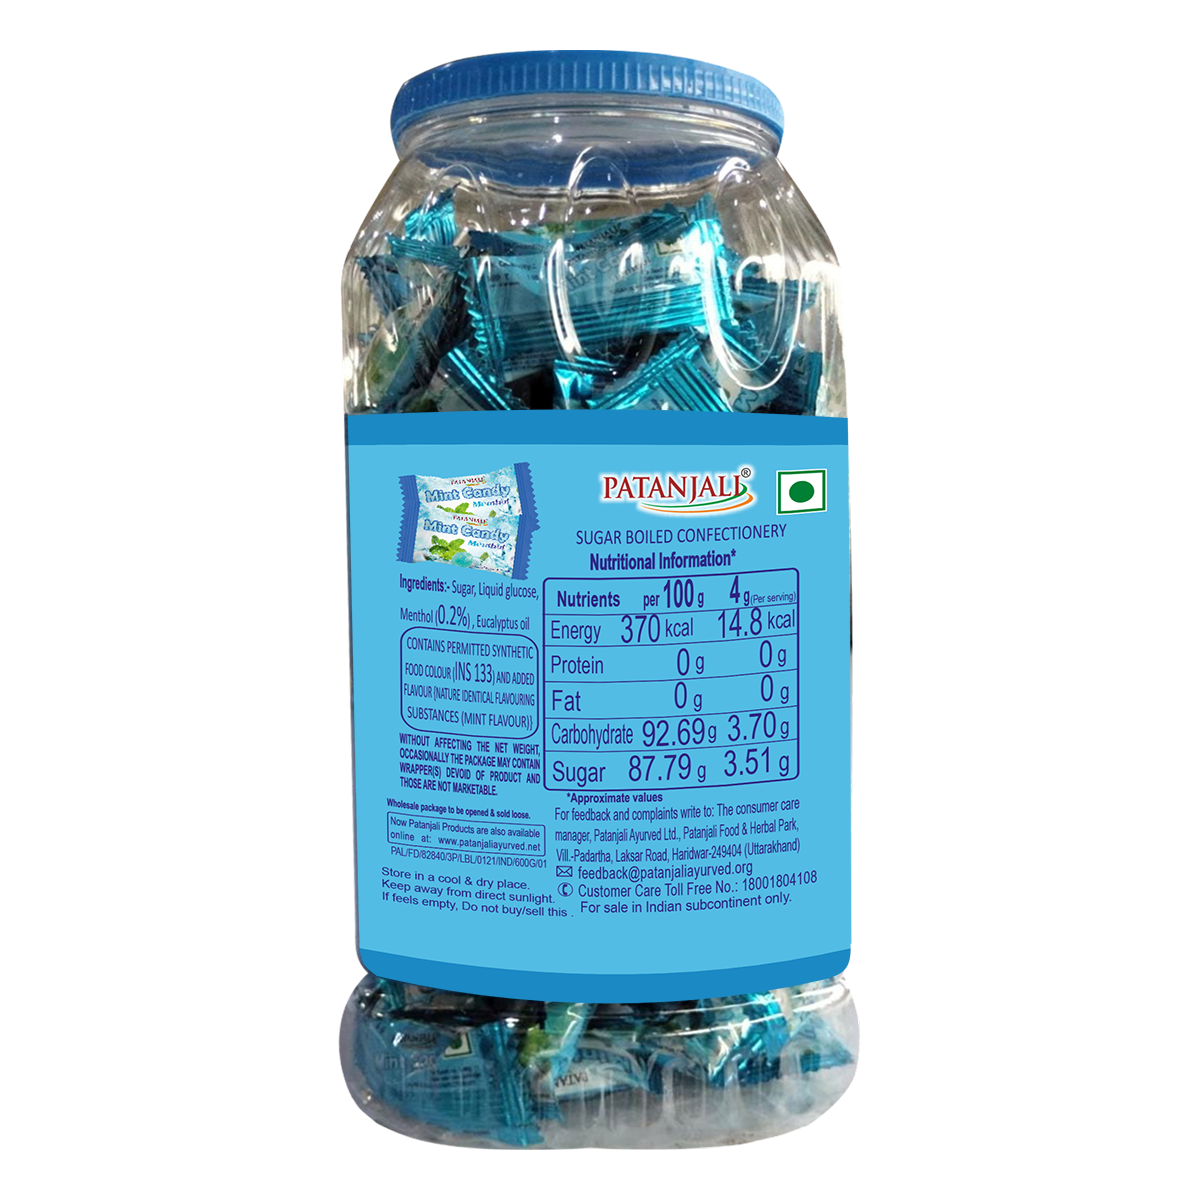 PATANJALI
Mint Candy
Menthol
PATANJALI
Mint Candy
Menthol
PATANJALI®
SUGAR BOILED CONFECTIONERY
Nutritional Information*
Nutrients per 100 g 4 g (Per serving)
Energy 370 kcal 14.8 kcal
Protein 0 g 0 g
Fat 0 g 0 g
Carbohydrate 92.69 g 3.70 g
Sugar 87.79 g 3.51 g
*Approximate values
Ingredients:- Sugar, Liquid glucose,
Menthol (0.2%) , Eucalyptus oil
CONTAINS PERMITTED SYNTHETIC
FOOD COLOUR (INS 133) AND ADDED
FLAVOUR {NATURE IDENTICAL FLAVOURING
SUBSTANCES (MINT FLAVOUR)}
WITHOUT AFFECTING THE NET WEIGHT,
OCCASIONALLY THE PACKAGE MAY CONTAIN
WRAPPER(S) DEVOID OF PRODUCT AND
THOSE ARE NOT MARKETABLE.
Wholesale package to be opened & sold loose.
Now Patanjali Products are also available
online at: www.patanjaliayurved.net
PAL/FD/82840/3P/LBL/0121/IND/600G/01
Store in a cool & dry place.
Keep away from direct sunlight.
If feels empty, Do not buy/sell this .
For feedback and complaints write to: The consumer care
manager, Patanjali Ayurved Ltd., Patanjali Food & Herbal Park,
Vill.-Padartha, Laksar Road, Haridwar-249404 (Uttarakhand)
feedback@patanjaliayurved.org
Customer Care Toll Free No.: 18001804108
For sale in Indian subcontinent only.